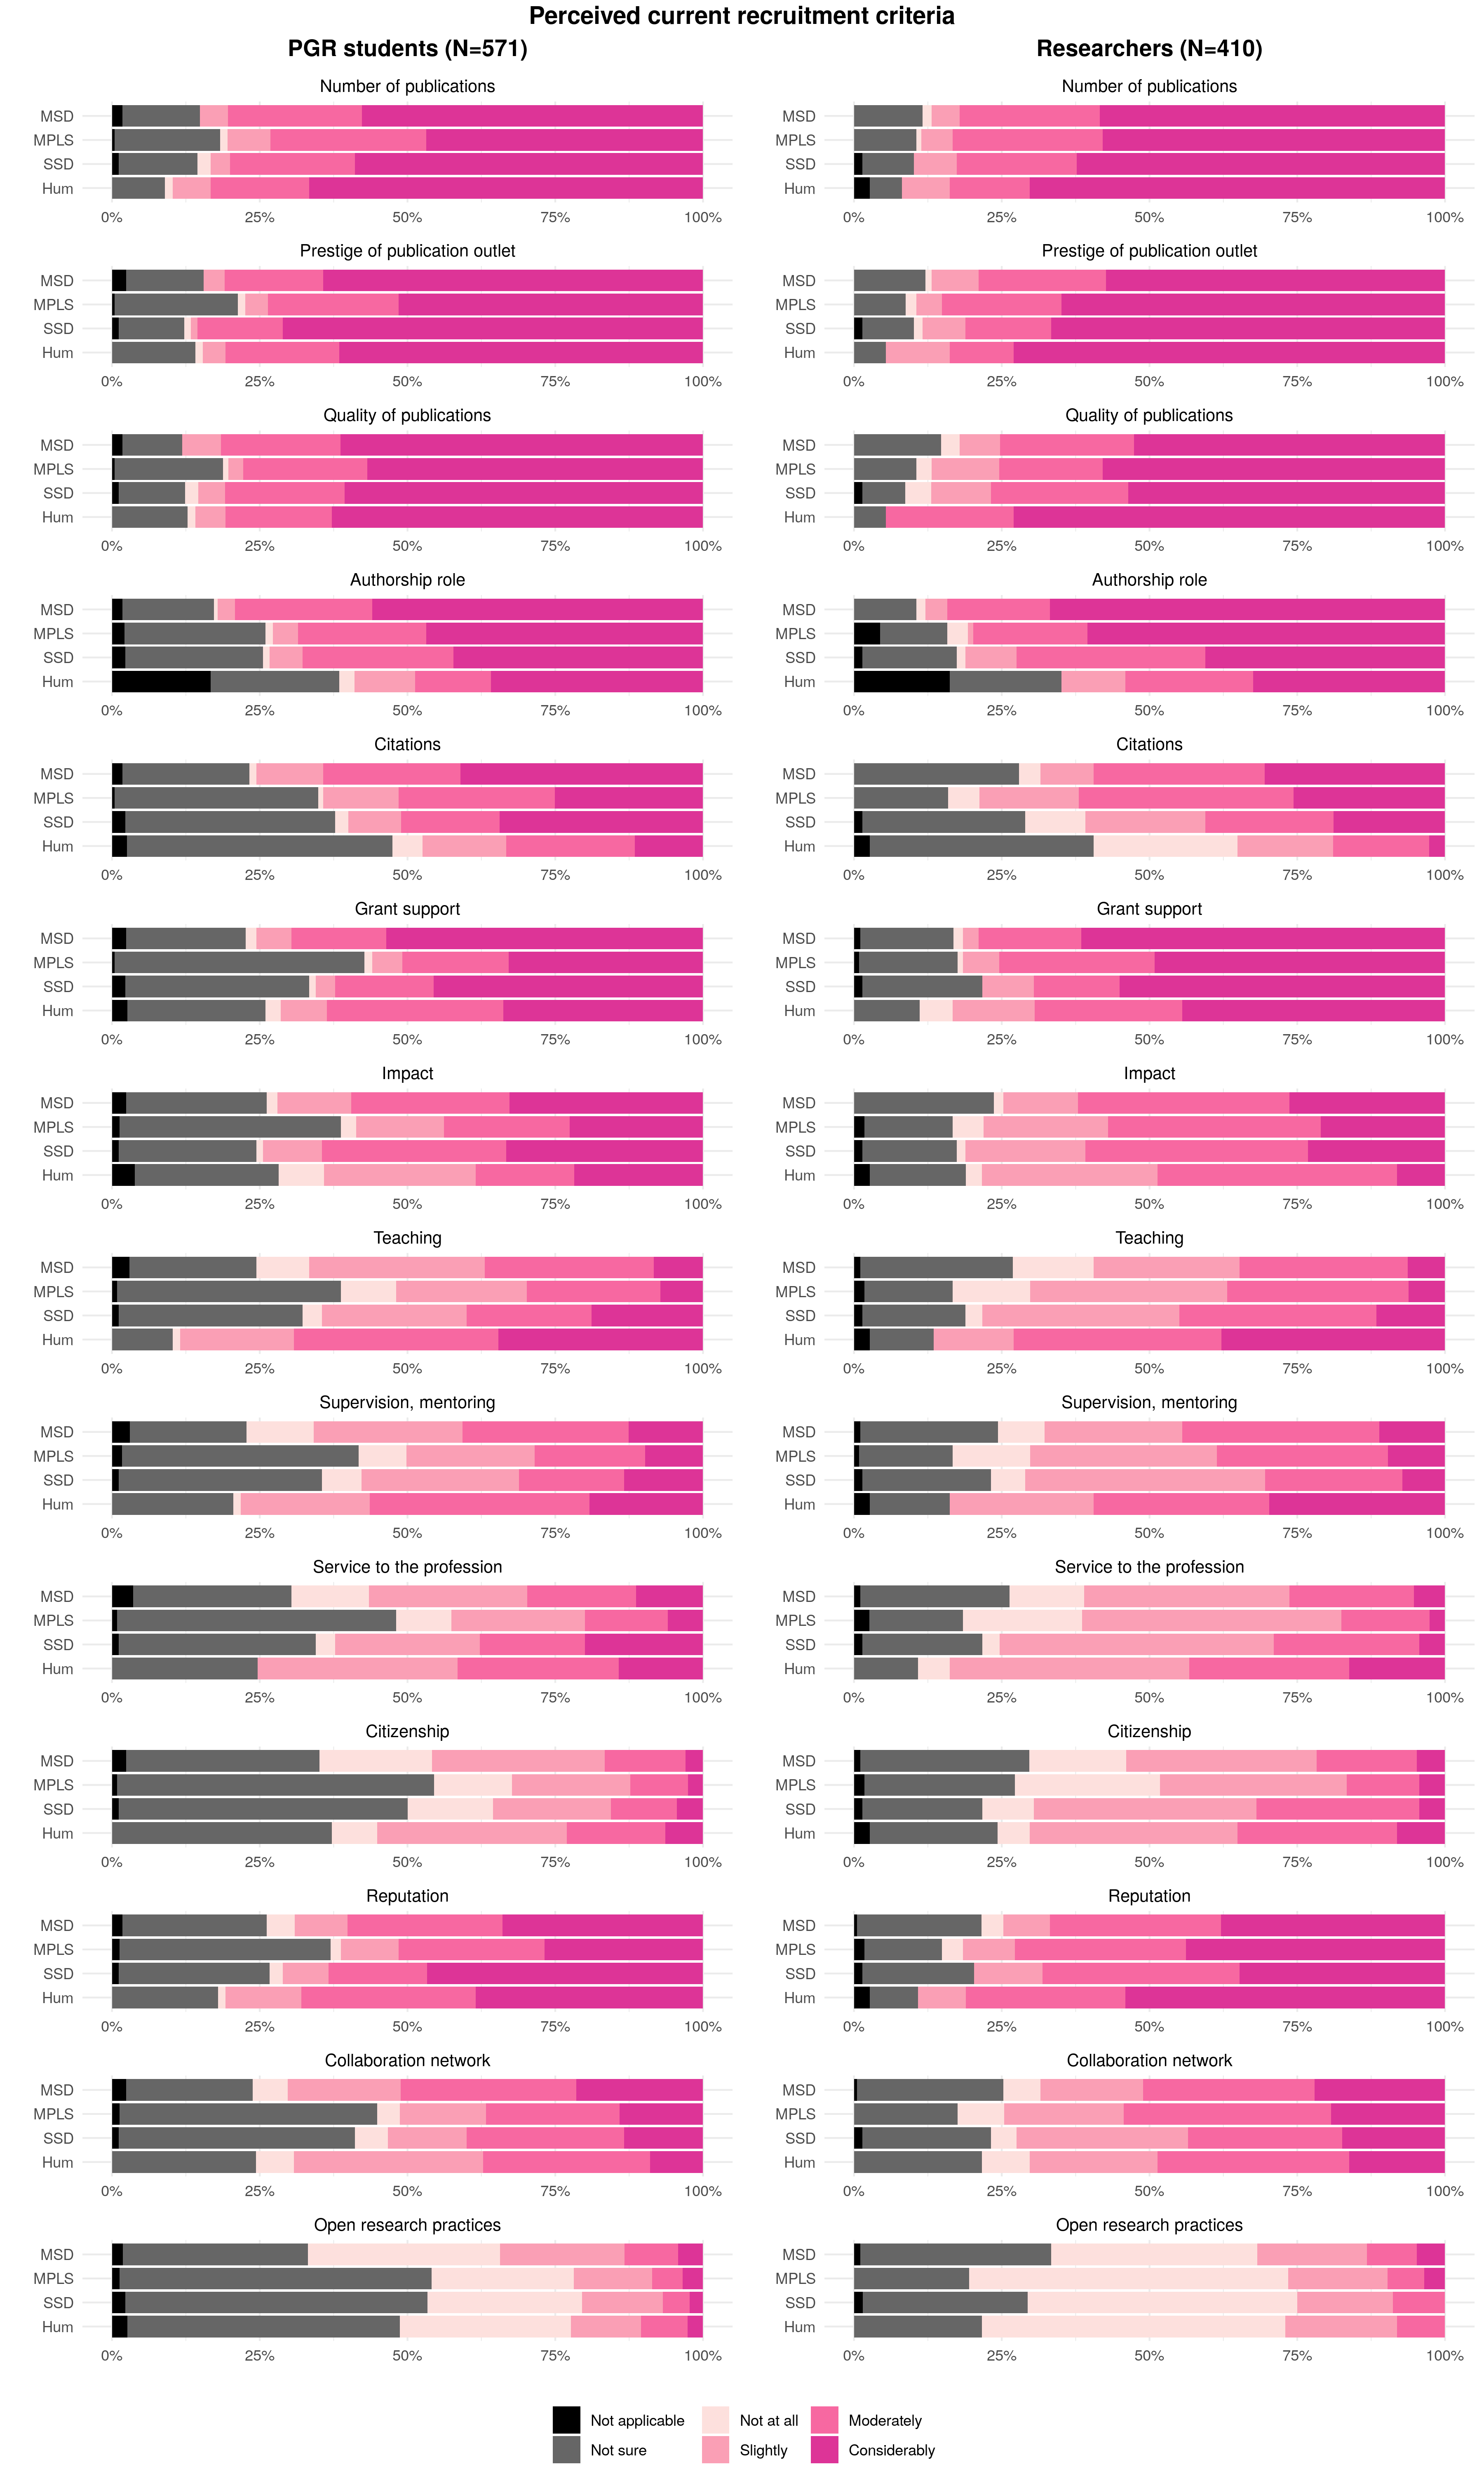 Perceived current recruitment criteria
PGR students (N=571)
Number of publications
MSD
MPLS
SSD
Hum
0% 25% 50% 75% 100%
Prestige of publication outlet
MSD
MPLS
SSD
Hum
0% 25% 50% 75% 100%
Quality of publications
MSD
MPLS
SSD
Hum
0% 25% 50% 75% 100%
Authorship role
MSD
MPLS
SSD
Hum
0% 25% 50% 75% 100%
Citations
MSD
MPLS
SSD
Hum
0% 25% 50% 75% 100%
Grant support
MSD
MPLS
SSD
Hum
0% 25% 50% 75% 100%
Impact
MSD
MPLS
SSD
Hum
0% 25% 50% 75% 100%
Teaching
MSD
MPLS
SSD
Hum
0% 25% 50% 75% 100%
Supervision, mentoring
MSD
MPLS
SSD
Hum
0% 25% 50% 75% 100%
Service to the profession
MSD
MPLS
SSD
Hum
0% 25% 50% 75% 100%
Citizenship
MSD
MPLS
SSD
Hum
0% 25% 50% 75% 100%
Reputation
MSD
MPLS
SSD
Hum
0% 25% 50% 75% 100%
Collaboration network
MSD
MPLS
SSD
Hum
0% 25% 50% 75% 100%
Open research practices
MSD
MPLS
SSD
Hum
0% 25% 50% 75% 100%
Researchers (N=410)
Number of publications
MSD
MPLS
SSD
Hum
0% 25% 50% 75% 100%
Prestige of publication outlet
MSD
MPLS
SSD
Hum
0% 25% 50% 75% 100%
Quality of publications
MSD
MPLS
SSD
Hum
0% 25% 50% 75% 100%
Authorship role
MSD
MPLS
SSD
Hum
0% 25% 50% 75% 100%
Citations
MSD
MPLS
SSD
Hum
0% 25% 50% 75% 100%
Grant support
MSD
MPLS
SSD
Hum
0% 25% 50% 75% 100%
Impact
MSD
MPLS
SSD
Hum
0% 25% 50% 75% 100%
Teaching
MSD
MPLS
SSD
Hum
0% 25% 50% 75% 100%
Supervision, mentoring
MSD
MPLS
SSD
Hum
0% 25% 50% 75% 100%
Service to the profession
MSD
MPLS
SSD
Hum
0% 25% 50% 75% 100%
Citizenship
MSD
MPLS
SSD
Hum
0% 25% 50% 75% 100%
Reputation
MSD
MPLS
SSD
Hum
0% 25% 50% 75% 100%
Collaboration network
MSD
MPLS
SSD
Hum
0% 25% 50% 75% 100%
Open research practices
MSD
MPLS
SSD
Hum
0% 25% 50% 75% 100%
Not applicable Not at all Moderately
Not sure Slightly Considerably